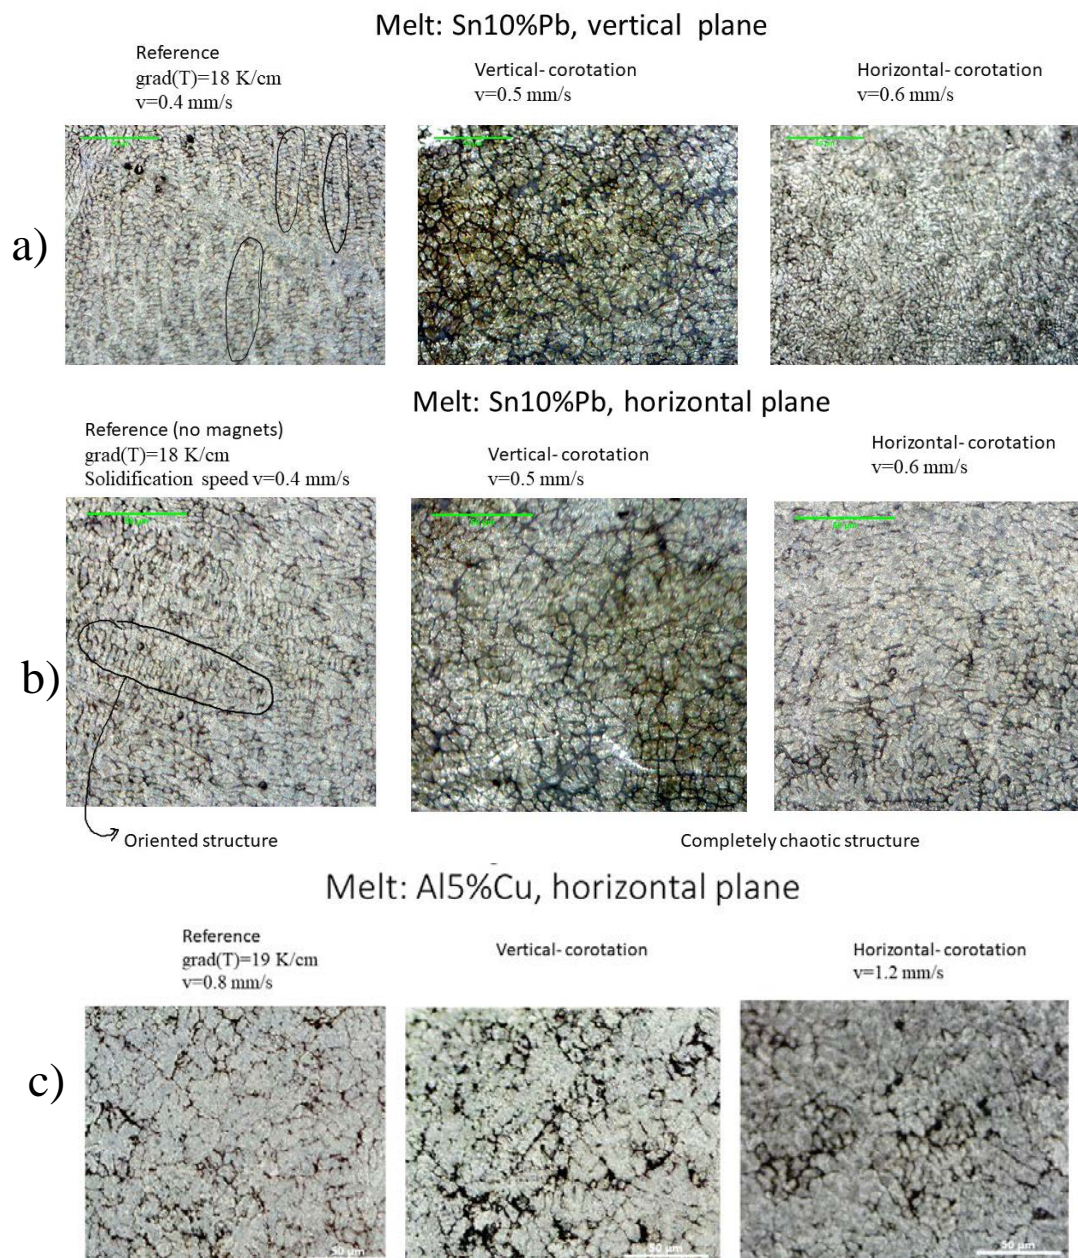 Melt: Sn10%Pb, vertical plane
Reference
grad(T)=18 K/cm
v=0.4 mm/s
Vertical- corotation
v=0.5 mm/s
Horizontal- corotation
v=0.6 mm/s
a)
Melt: Sn10%Pb, horizontal plane
Reference (no magnets)
grad(T)=18 K/cm
Solidification speed v=0.4 mm/s
Vertical- corotation
v=0.5 mm/s
Horizontal- corotation
v=0.6 mm/s
b)
Oriented structure
Completely chaotic structure
Melt: Al5%Cu, horizontal plane
Reference
grad(T)=19 K/cm
v=0.8 mm/s
Vertical- corotation
Horizontal- corotation
v=1.2 mm/s
c)
50 µm
50 µm
50 µm